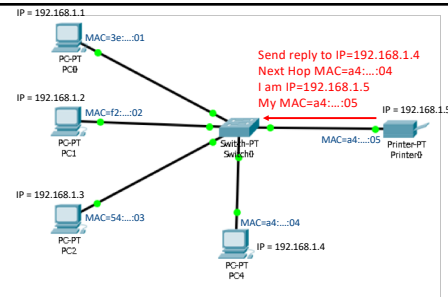 IP = 192.168.1.1
MAC=3e:...:01
PC-PT
PC0
Send reply to IP=192.168.1.4
Next Hop MAC=a4:...:04
I am IP=192.168.1.5
My MAC=a4:...:05
IP = 192.168.1.2
MAC=f2:...:02
PC-PT
PC1
IP = 192.168.1.5
Switch-PT
Switch0
MAC=a4:...:05
Printer-PT
Printer0
IP = 192.168.1.3
MAC=54:...:03
PC-PT
PC2
MAC=a4:...:04
IP = 192.168.1.4
PC-PT
PC4